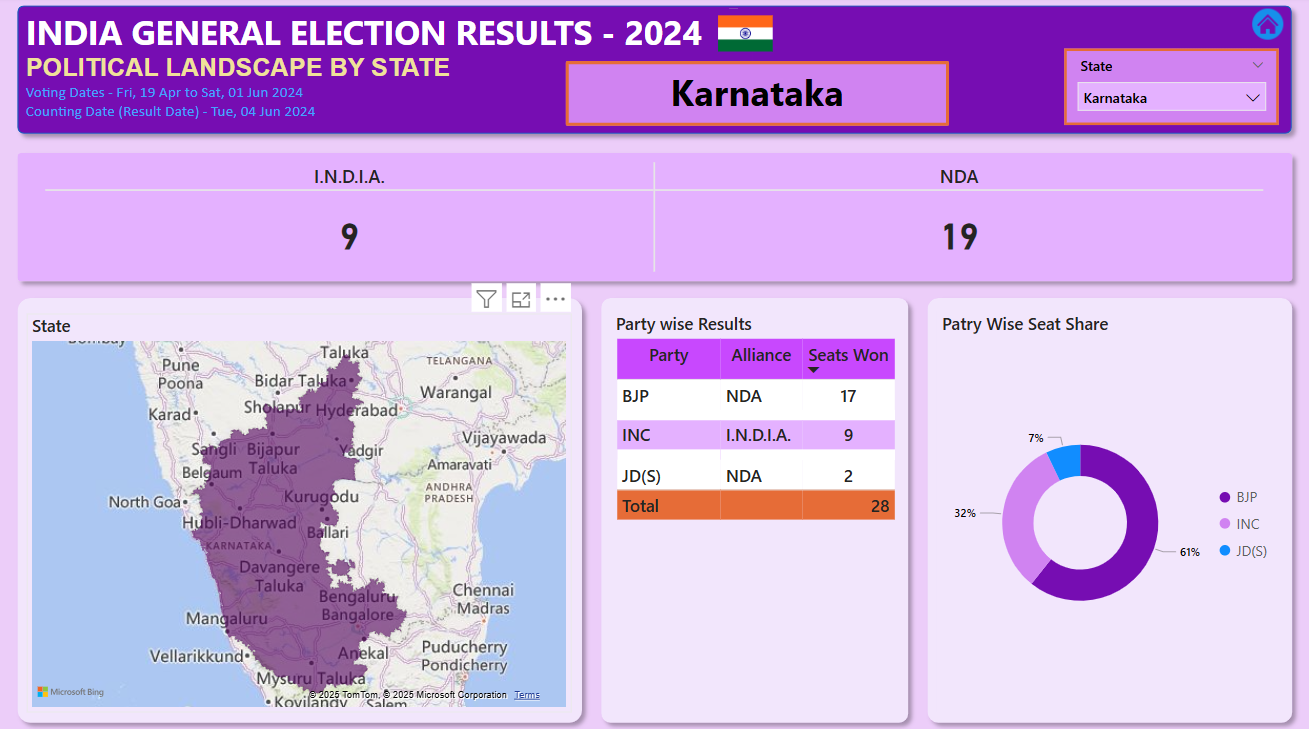 INDIA GENERAL ELECTION RESULTS - 2024
POLITICAL LANDSCAPE BY STATE
Voting Dates - Fri, 19 Apr to Sat, 01 Jun 2024
Counting Date (Result Date) - Tue, 04 Jun 2024
Karnataka
State
Karnataka
I.N.D.I.A.
NDA
9
19
State
Taluka
TELANGANA
Pune
Poona
Bidar Taluka
Warangal
Karad
Sholapur
Hyderabad
Vijayawada
Sangli
Bijapur
Taluka
Yadgir
Belgaum
Amaravati
North Goa
Kurugodu
ANDHRA
PRADESH
Hubli-Dharwad
Ballari
KARNATAKA
Davangere
Taluka
Chennai
Madras
Bengaluru
Bangalore
Mangaluru
Vellarikkund
Anekal
Puducherry
Pondicherry
Mysuru Taluka
Microsoft Bing
© 2025 TomTom, © 2025 Microsoft Corporation Terms
Party wise Results
Party Alliance Seats Won
BJP NDA 17
INC I.N.D.I.A. 9
JD(S) NDA 2
Total 28
Patry Wise Seat Share
7%
32%
61%
BJP
INC
JD(S)